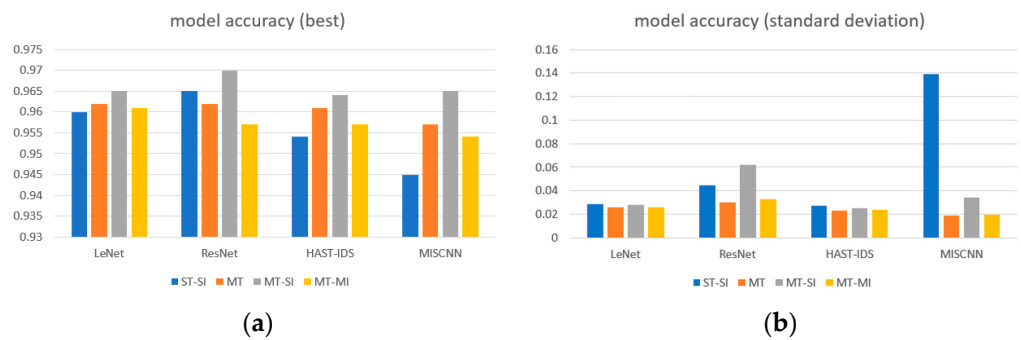 model accuracy (best)
0.975
0.97
0.965
0.96
0.955
0.95
0.945
0.94
0.935
0.93
LeNet ResNet HAST-IDS MISCNN
ST-SI MT MT-SI MT-MI
(a)
model accuracy (standard deviation)
0.16
0.14
0.12
0.1
0.08
0.06
0.04
0.02
0
LeNet ResNet HAST-IDS MISCNN
ST-SI MT MT-SI MT-MI
(b)